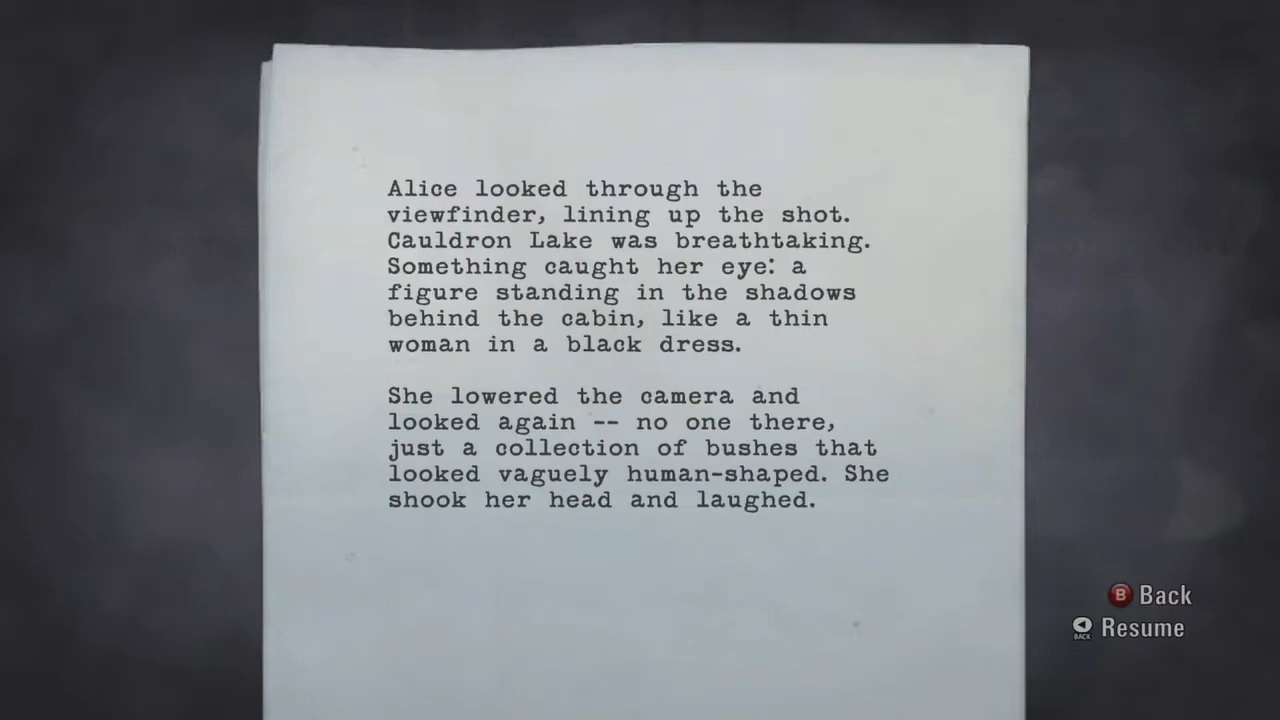 Alice looked through the
viewfinder, lining up the shot.
Cauldron Lake was breathtaking.
Something caught her eye: a
figure standing in the shadows
behind the cabin, like a thin
woman in a black dress.
She lowered the camera and
looked again -- no one there,
just a collection of bushes that
looked vaguely human-shaped. She
shook her head and laughed.
B Back
BACK Resume